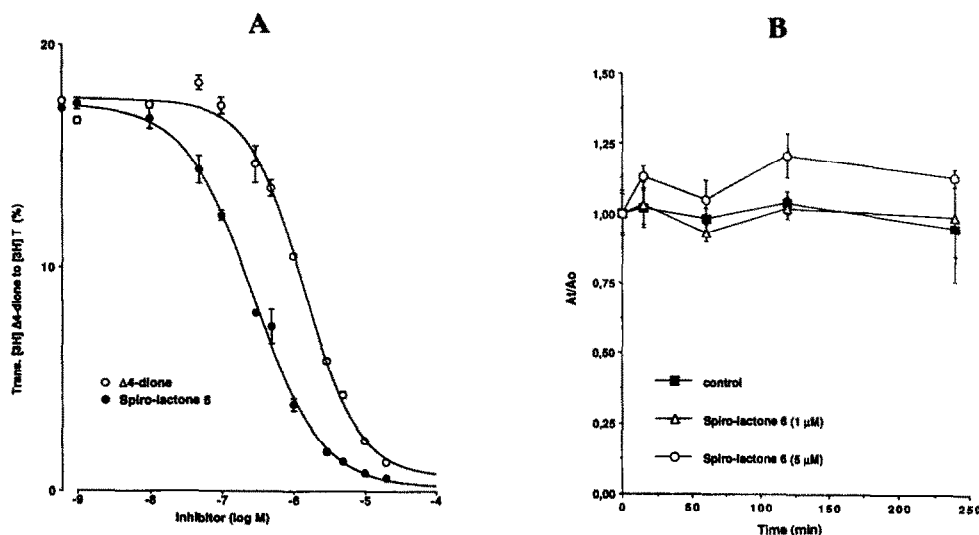 A
20
10
0
Trans. [3H] Δ4-dione to [3H] T (%)
Δ4-dione
Spiro-lactone 6
-9
-8
-7
-6
-5
-4
Inhibitor (log M)
B
1,50
1,25
1,00
0,75
0,50
0,25
0,00
At/Ao
control
Spiro-lactone 6 (1 µM)
Spiro-lactone 6 (5 µM)
0
50
100
150
200
250
Time (min)